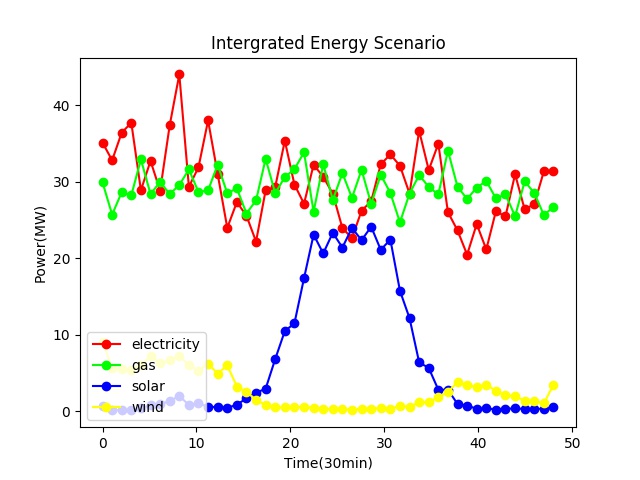 Intergrated Energy Scenario
Power(MW)
40
30
20
10
0
electricity
gas
solar
wind
0 10 20 30 40 50
Time(30min)